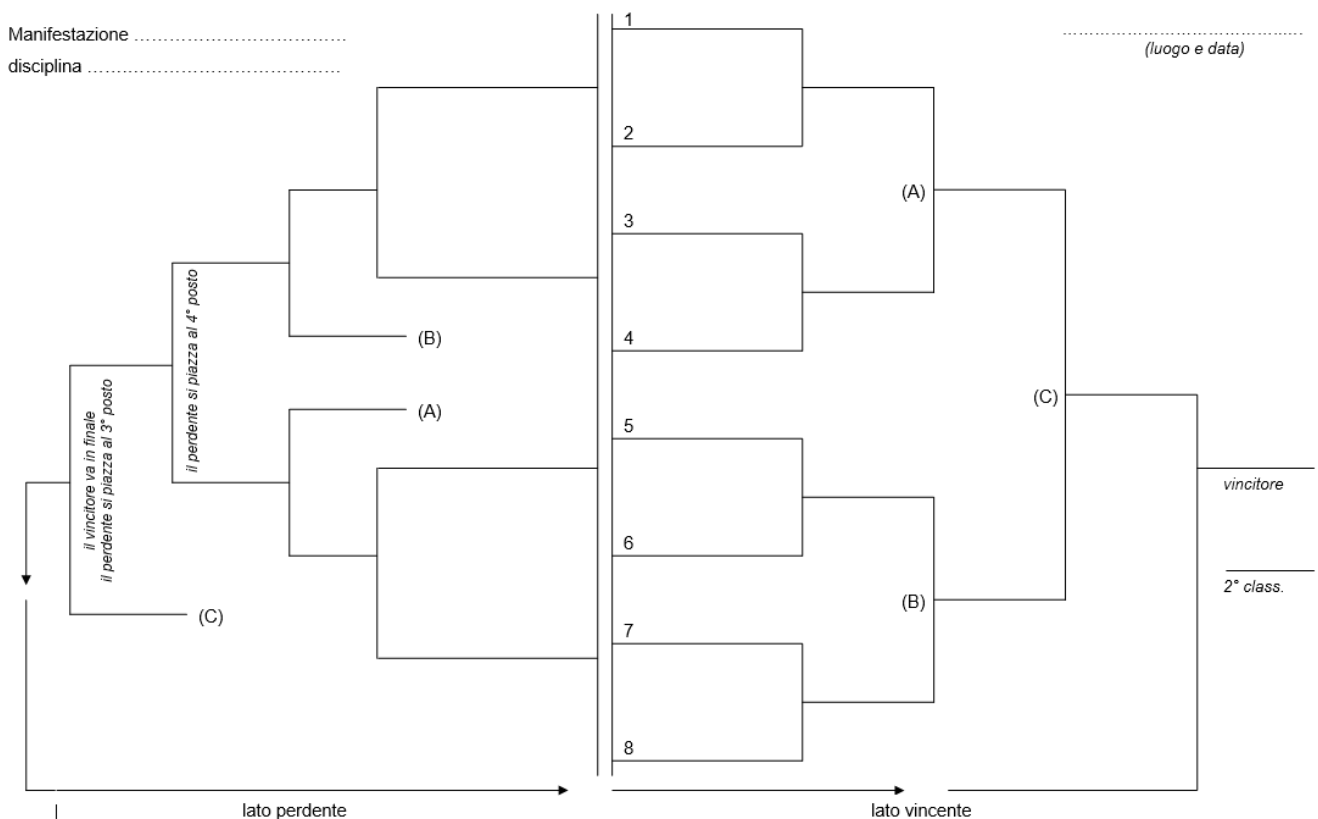 Manifestazione ……………………………….
disciplina …………………………………….
…………………………………….
(luogo e data)
1
2
(A)
3
il perdente si piazza al 4° posto
(B)
4
il vincitore va in finale
il perdente si piazza al 3° posto
(A)
(C)
5
vincitore
6
2° class.
(C)
(B)
7
8
lato perdente
lato vincente